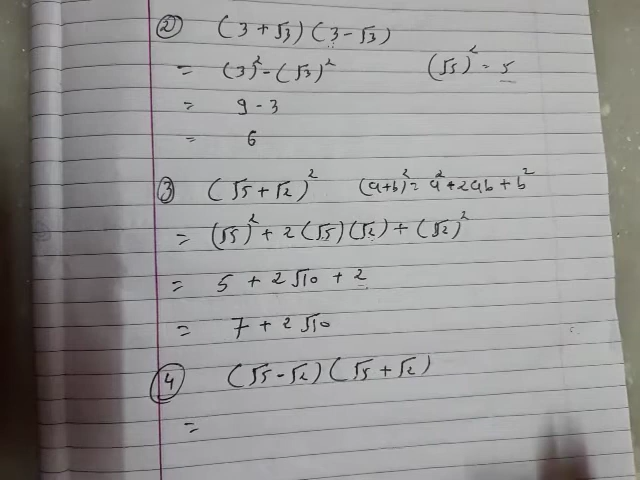 ② (3 + √3) (3 - √3)
= (3)² - (√3)² (√5)² = 5
= 9 - 3
= 6
③ (√5 + √2)² (a+b)² = a² + 2ab + b²
= (√5)² + 2 (√5) (√2) + (√2)²
= 5 + 2√10 + 2
= 7 + 2√10
④ (√5 - √2) (√5 + √2)
=